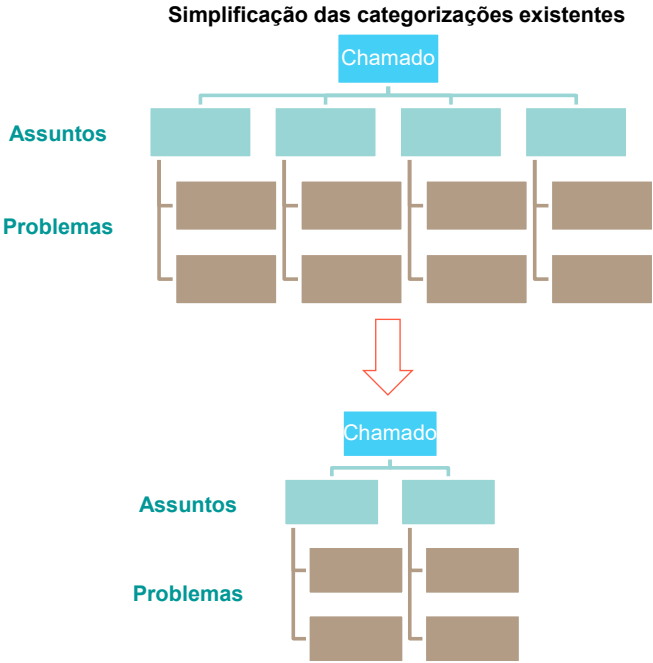 Simplificação das categorizações existentes
Chamado
Assuntos
Problemas
Chamado
Assuntos
Problemas